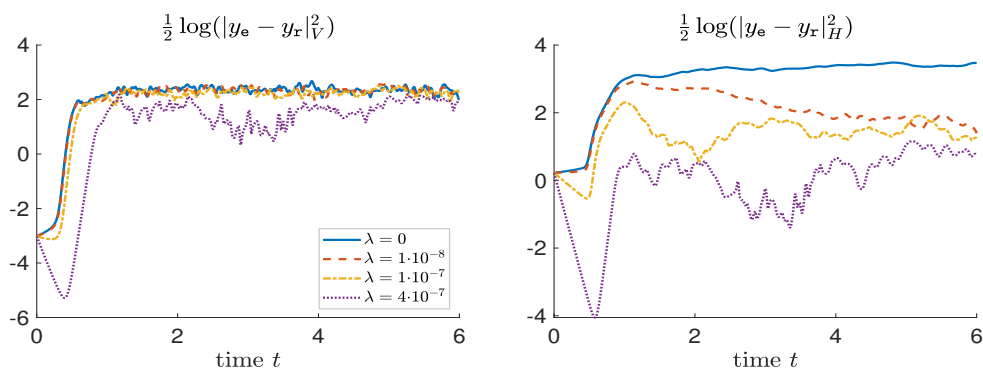 ½ log(|yₑ − yᵣ|²_V)
4
2
0
-2
-4
-6
λ = 0
λ = 1·10⁻⁸
λ = 1·10⁻⁷
λ = 4·10⁻⁷
0 2 4 6
time t
½ log(|yₑ − yᵣ|²_H)
4
2
0
-2
-4
0 2 4 6
time t